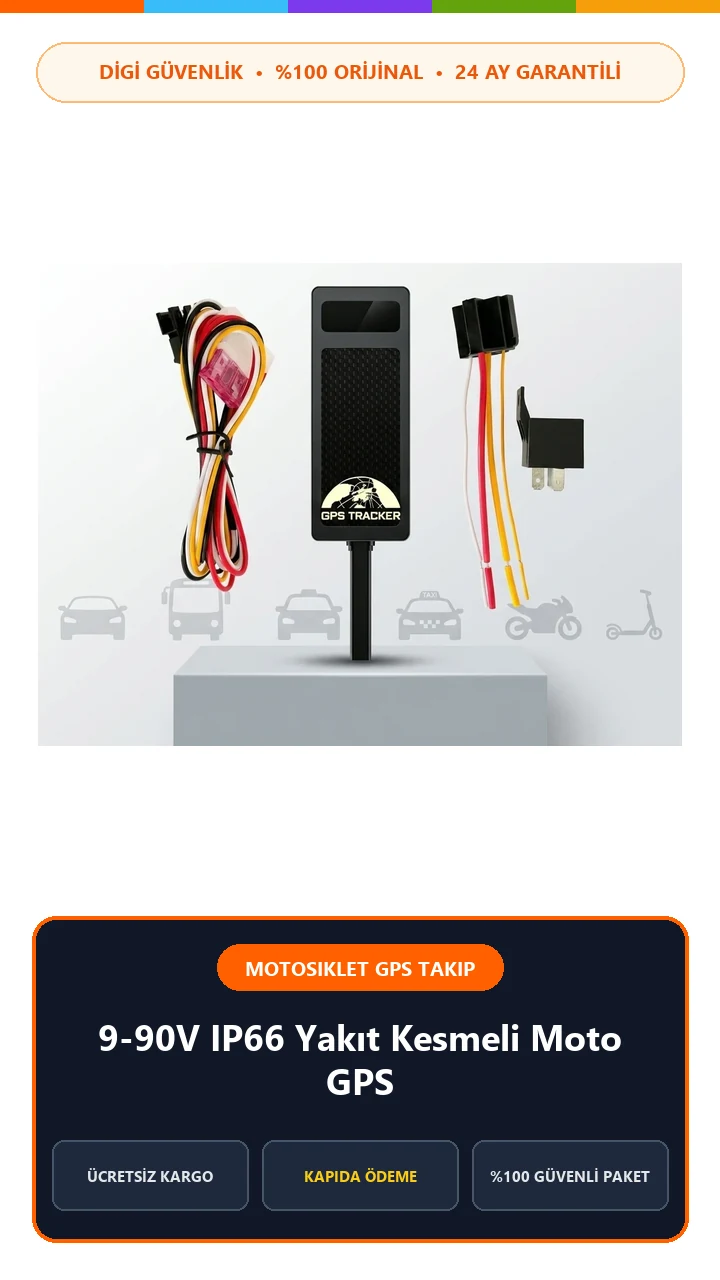 DİGİ GÜVENLİK • %100 ORİJİNAL • 24 AY GARANTİLİ
GPS TRACKER
TAXI
MOTOSIKLET GPS TAKIP
9-90V IP66 Yakıt Kesmeli Moto
GPS
ÜCRETSİZ KARGO
KAPIDA ÖDEME
%100 GÜVENLİ PAKET